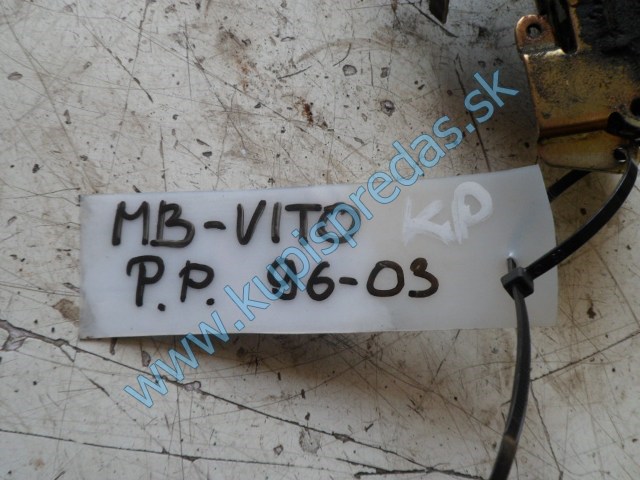 MB-VITO KP
P.P. 96-03
www.kupispredas.sk